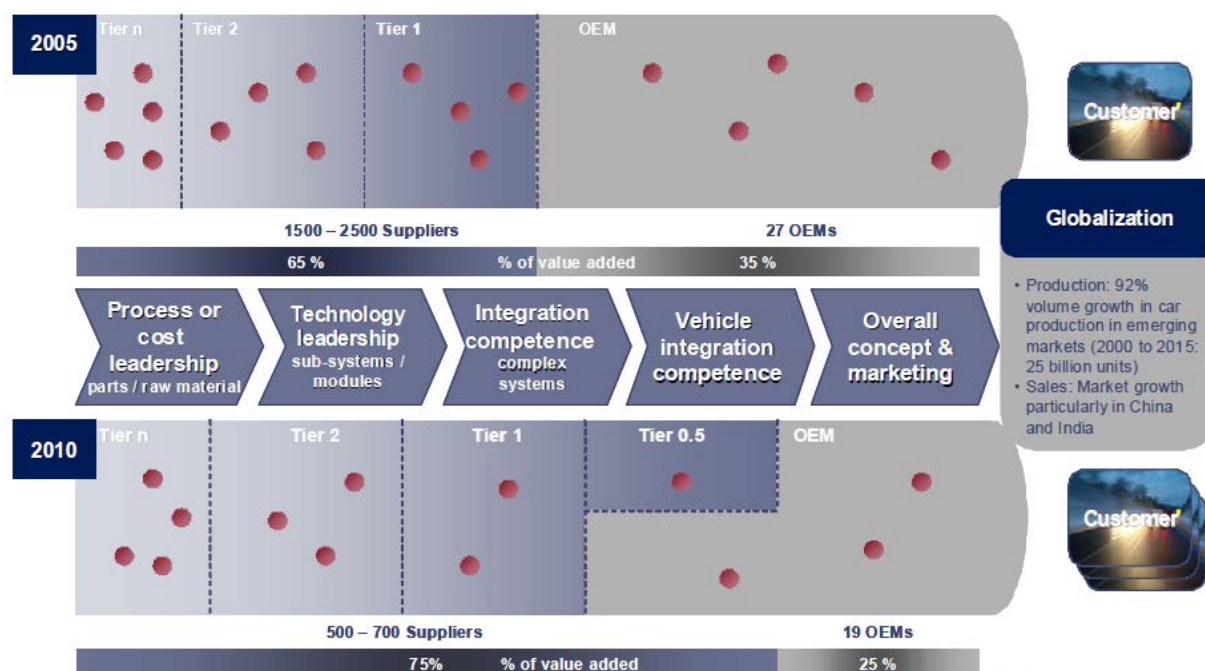 2005
Tier n
Tier 2
Tier 1
OEM
Customer
1500 – 2500 Suppliers
27 OEMs
65 %
% of value added
35 %
Globalization
• Production: 92%
volume growth in car
production in emerging
markets (2000 to 2015:
25 billion units)
• Sales: Market growth
particularly in China
and India
Process or
cost
leadership
parts / raw material
Technology
leadership
sub-systems /
modules
Integration
competence
complex
systems
Vehicle
integration
competence
Overall
concept &
marketing
2010
Tier n
Tier 2
Tier 1
Tier 0.5
OEM
Customer
500 – 700 Suppliers
19 OEMs
75%
% of value added
25 %